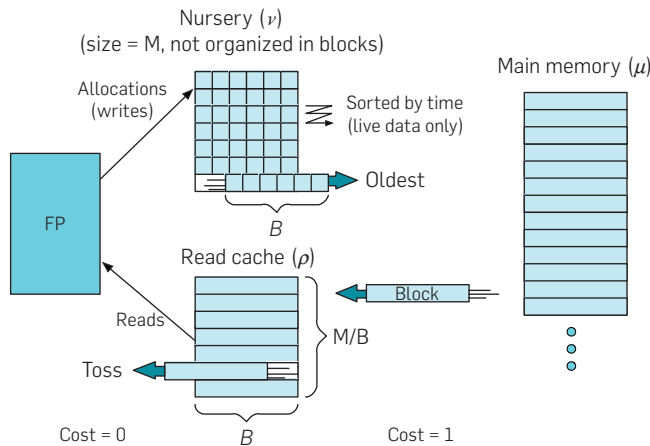 Nursery (ν)
(size = M, not organized in blocks)
Main memory (μ)
Allocations
(writes)
Sorted by time
(live data only)
Oldest
B
FP
Read cache (ρ)
Block
M/B
Reads
Toss
B
Cost = 0
Cost = 1